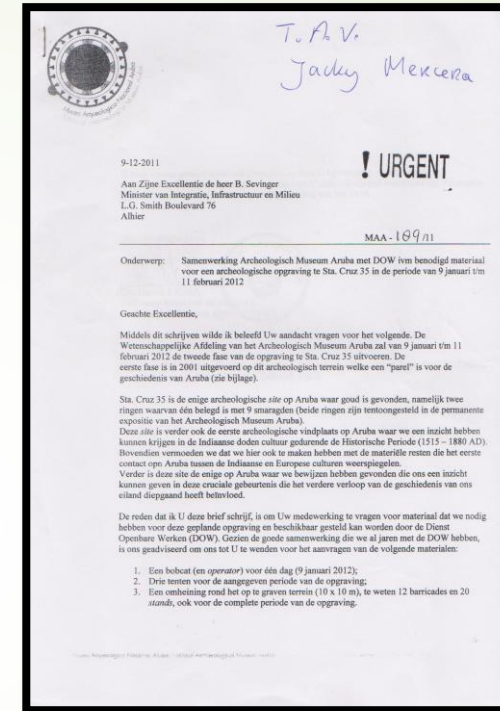 T.A.V.
Jacky Mercera
9-12-2011
! URGENT
Aan Zijne Excellentie de heer B. Sevinger
Minister van Integratie, Infrastructuur en Milieu
L.G. Smith Boulevard 76
Alhier
MAA - 109/11
Onderwerp: Samenwerking Archeologisch Museum Aruba met DOW ivm benodigd materiaal
voor een archeologische opgraving te Sta. Cruz 35 in de periode van 9 januari t/m
11 februari 2012
Geachte Excellentie,
Middels dit schrijven wilde ik beleefd Uw aandacht vragen voor het volgende. De
Wetenschappelijke Afdeling van het Archeologisch Museum Aruba zal van 9 januari t/m 11
februari 2012 de tweede fase van de opgraving te Sta. Cruz 35 uitvoeren. De
eerste fase is in 2001 uitgevoerd op dit archeologisch terrein welke een "parel" is voor de
geschiedenis van Aruba (zie bijlage).
Sta. Cruz 35 is de enige archeologische site op Aruba waar goud is gevonden, namelijk twee
ringen waarvan één belegd is met 9 smaragden (beide ringen zijn tentoongesteld in de permanente
expositie van het Archeologisch Museum Aruba).
Deze site is verder ook de eerste archeologische vindplaats op Aruba waar we een inzicht hebben
kunnen krijgen in de Indiaanse doden cultuur gedurende de Historische Periode (1515 – 1880 AD).
Bovendien vermoeden we dat we hier ook te maken hebben met de materiële resten die het eerste
contact opn Aruba tussen de Indiaanse en Europese culturen weerspiegelen.
Verder is deze site de enige op Aruba waar we bewijzen hebben gevonden die ons een inzicht
kunnen geven in deze cruciale gebeurtenis die het verdere verloop van de geschiedenis van ons
eiland diepgaand heeft beïnvloed.
De reden dat ik U deze brief schrijf, is om Uw medewerking te vragen voor materiaal dat we nodig
hebben voor deze geplande opgraving en beschikbaar gesteld kan worden door de Dienst
Openbare Werken (DOW). Gezien de goede samenwerking die we al jaren met de DOW hebben,
is ons geadviseerd om ons tot U te wenden voor het aanvragen van de volgende materialen:
1. Een bobcat (en operator) voor één dag (9 januari 2012);
2. Drie tenten voor de aangegeven periode van de opgraving;
3. Een omheining rond het op te graven terrein (10 x 10 m), te weten 12 barricades en 20
stands, ook voor de complete periode van de opgraving.